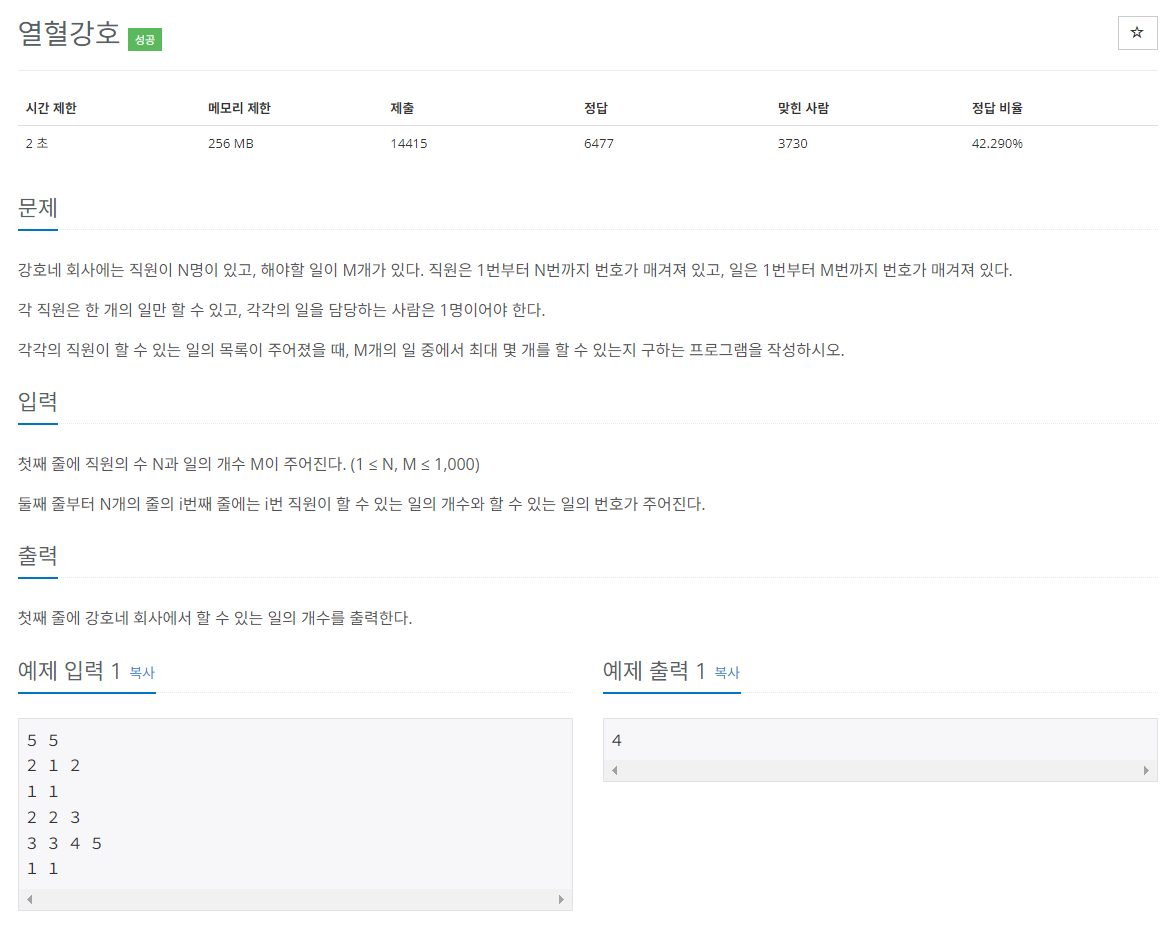 열혈강호 성공
☆
시간 제한 메모리 제한 제출 정답 맞힌 사람 정답 비율
2 초 256 MB 14415 6477 3730 42.290%
문제
강호네 회사에는 직원이 N명이 있고, 해야할 일이 M개가 있다. 직원은 1번부터 N번까지 번호가 매겨져 있고, 일은 1번부터 M번까지 번호가 매겨져 있다.
각 직원은 한 개의 일만 할 수 있고, 각각의 일을 담당하는 사람은 1명이어야 한다.
각각의 직원이 할 수 있는 일의 목록이 주어졌을 때, M개의 일 중에서 최대 몇 개를 할 수 있는지 구하는 프로그램을 작성하시오.
입력
첫째 줄에 직원의 수 N과 일의 개수 M이 주어진다. (1 ≤ N, M ≤ 1,000)
둘째 줄부터 N개의 줄의 i번째 줄에는 i번 직원이 할 수 있는 일의 개수와 할 수 있는 일의 번호가 주어진다.
출력
첫째 줄에 강호네 회사에서 할 수 있는 일의 개수를 출력한다.
예제 입력 1 복사
5 5
2 1 2
1 1
2 2 3
3 3 4 5
1 1
예제 출력 1 복사
4